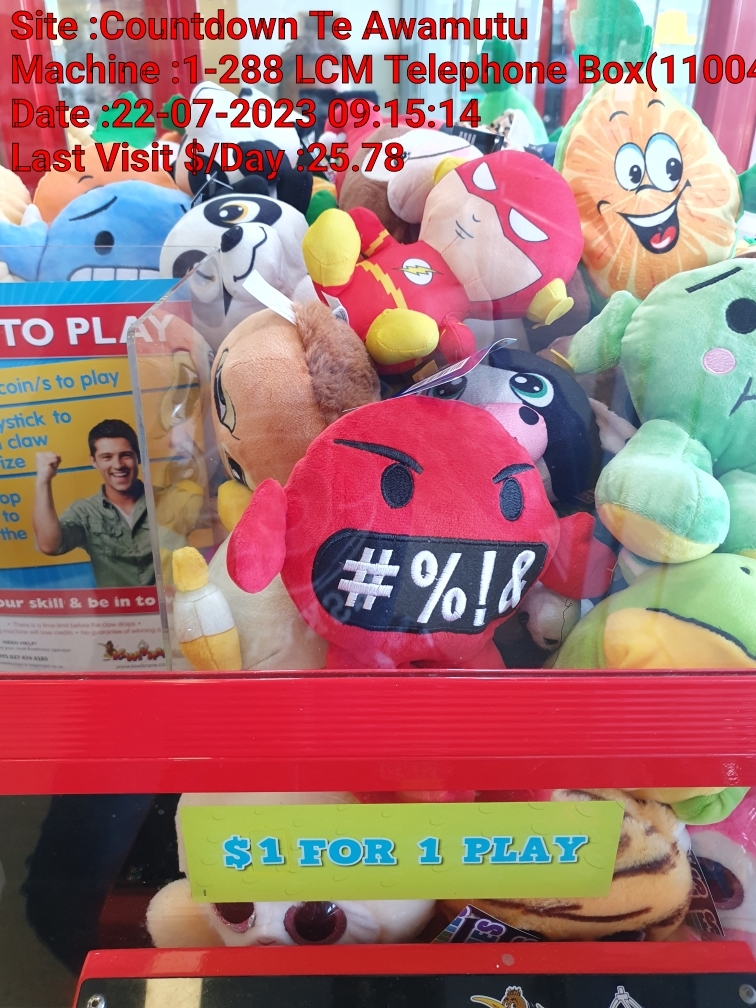 Site :Countdown Te Awamutu
Machine :1-288 LCM Telephone Box(11004
Date :22-07-2023 09:15:14
Last Visit $/Day :25.78
TO PLAY
coin/s to play
ystick to
claw
ize
op
to
the
our skill & be in to
#%!&
$1 FOR 1 PLAY